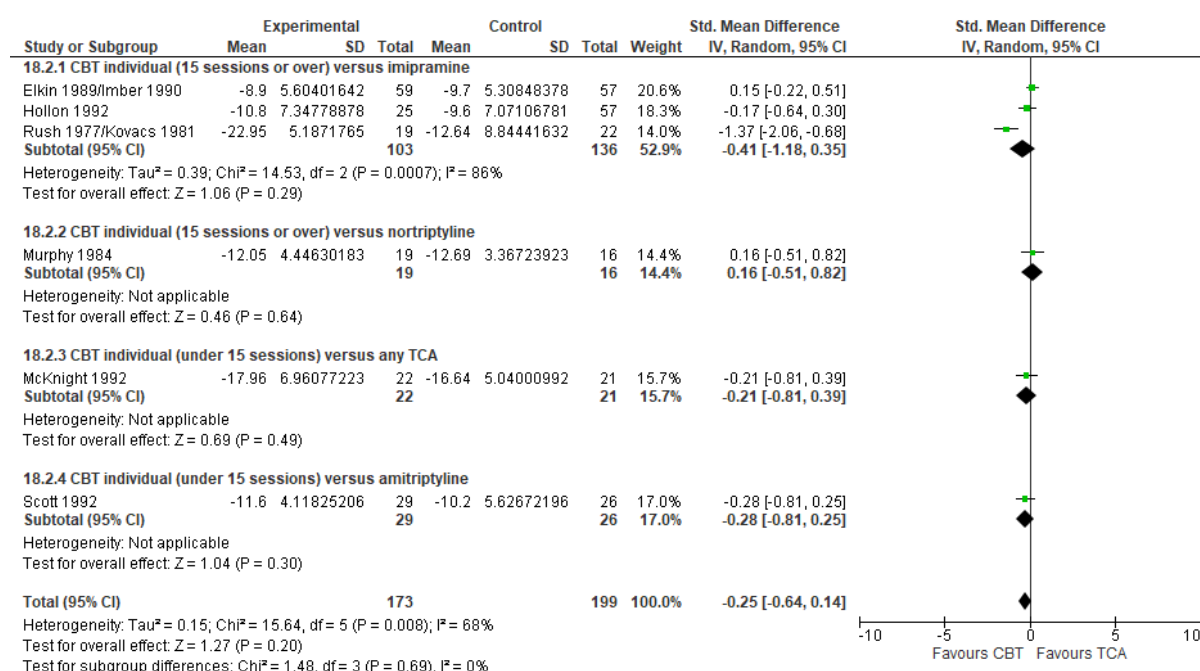 Experimental Control Std. Mean Difference Std. Mean Difference
Study or Subgroup Mean SD Total Mean SD Total Weight IV, Random, 95% CI IV, Random, 95% CI
18.2.1 CBT individual (15 sessions or over) versus imipramine
Elkin 1989/Imber 1990 -8.9 5.60401642 59 -9.7 5.30848378 57 20.6% 0.15 [-0.22, 0.51]
Hollon 1992 -10.8 7.34778878 25 -9.6 7.07106781 57 18.3% -0.17 [-0.64, 0.30]
Rush 1977/Kovacs 1981 -22.95 5.1871765 19 -12.64 8.84441632 22 14.0% -1.37 [-2.06, -0.68]
Subtotal (95% CI) 103 136 52.9% -0.41 [-1.18, 0.35]
Heterogeneity: Tau² = 0.39; Chi² = 14.53, df = 2 (P = 0.0007); I² = 86%
Test for overall effect: Z = 1.06 (P = 0.29)
18.2.2 CBT individual (15 sessions or over) versus nortriptyline
Murphy 1984 -12.05 4.44630183 19 -12.69 3.36723923 16 14.4% 0.16 [-0.51, 0.82]
Subtotal (95% CI) 19 16 14.4% 0.16 [-0.51, 0.82]
Heterogeneity: Not applicable
Test for overall effect: Z = 0.46 (P = 0.64)
18.2.3 CBT individual (under 15 sessions) versus any TCA
McKnight 1992 -17.96 6.96077223 22 -16.64 5.04000992 21 15.7% -0.21 [-0.81, 0.39]
Subtotal (95% CI) 22 21 15.7% -0.21 [-0.81, 0.39]
Heterogeneity: Not applicable
Test for overall effect: Z = 0.69 (P = 0.49)
18.2.4 CBT individual (under 15 sessions) versus amitriptyline
Scott 1992 -11.6 4.11825206 29 -10.2 5.62672196 26 17.0% -0.28 [-0.81, 0.25]
Subtotal (95% CI) 29 26 17.0% -0.28 [-0.81, 0.25]
Heterogeneity: Not applicable
Test for overall effect: Z = 1.04 (P = 0.30)
Total (95% CI) 173 199 100.0% -0.25 [-0.64, 0.14]
Heterogeneity: Tau² = 0.15; Chi² = 15.64, df = 5 (P = 0.008); I² = 68%
Test for overall effect: Z = 1.27 (P = 0.20)
Test for subgroup differences: Chi² = 1.48, df = 3 (P = 0.69), I² = 0%
-10 -5 0 5 10
Favours CBT Favours TCA